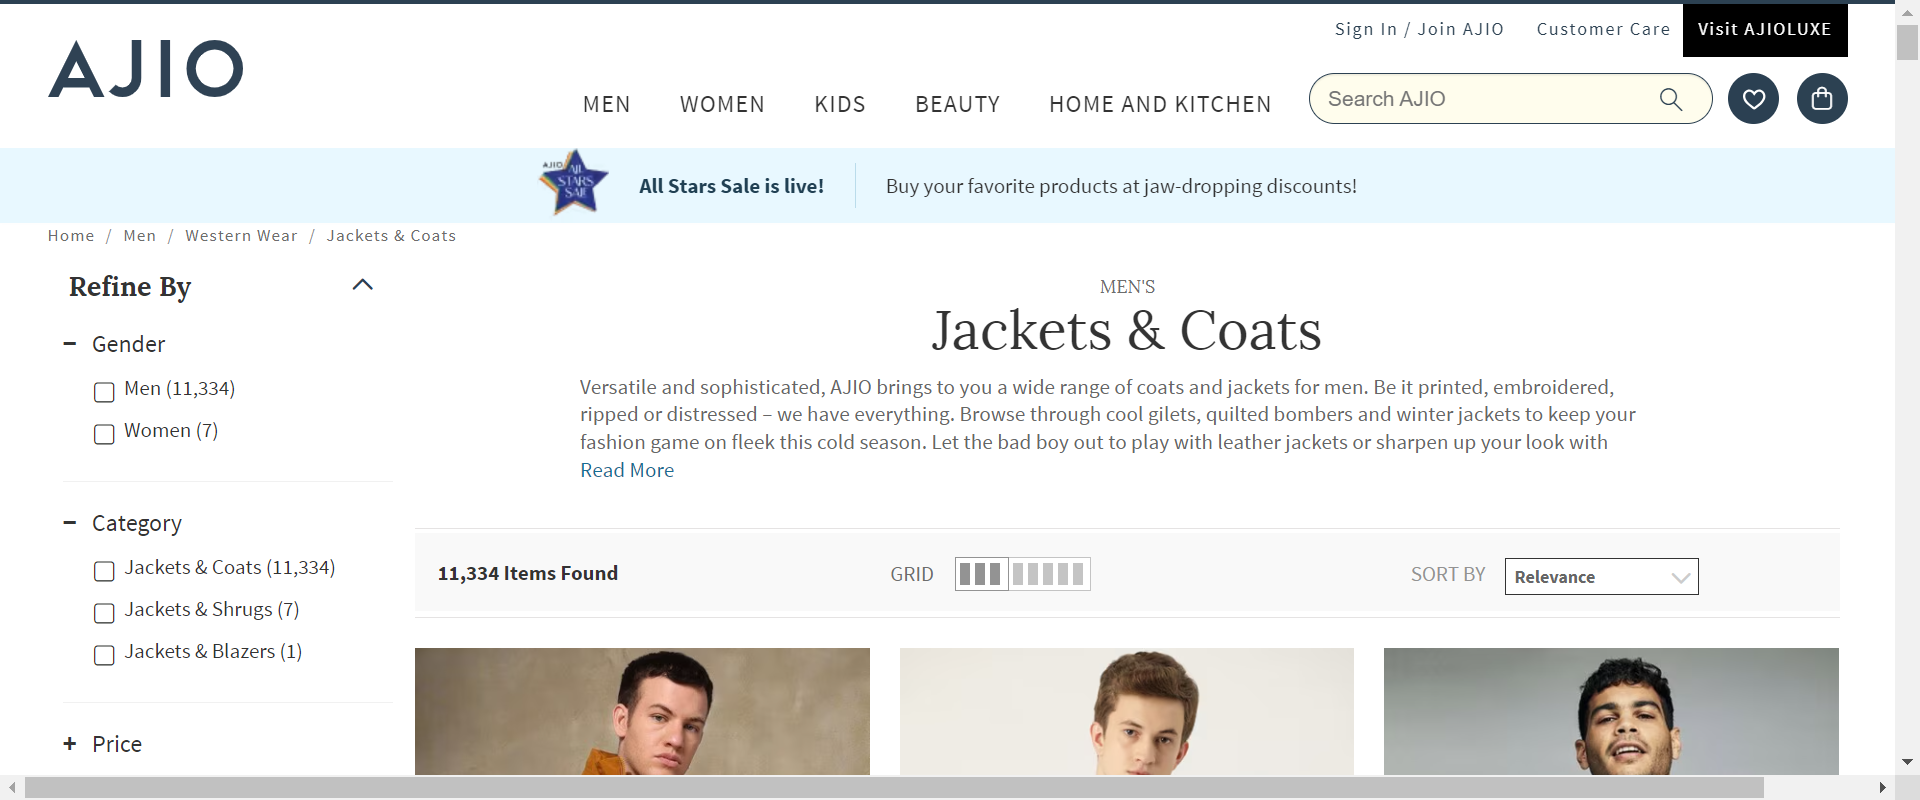 Sign In / Join AJIO
Customer Care
Visit AJIOLUXE
AJIO
MEN
WOMEN
KIDS
BEAUTY
HOME AND KITCHEN
Search AJIO
AJIO
ALL
STARS
SALE
All Stars Sale is live!
Buy your favorite products at jaw-dropping discounts!
Home / Men / Western Wear / Jackets & Coats
Refine By
Gender
Men (11,334)
Women (7)
Category
Jackets & Coats (11,334)
Jackets & Shrugs (7)
Jackets & Blazers (1)
Price
MEN'S
Jackets & Coats
Versatile and sophisticated, AJIO brings to you a wide range of coats and jackets for men. Be it printed, embroidered,
ripped or distressed – we have everything. Browse through cool gilets, quilted bombers and winter jackets to keep your
fashion game on fleek this cold season. Let the bad boy out to play with leather jackets or sharpen up your look with
Read More
11,334 Items Found
GRID
SORT BY
Relevance